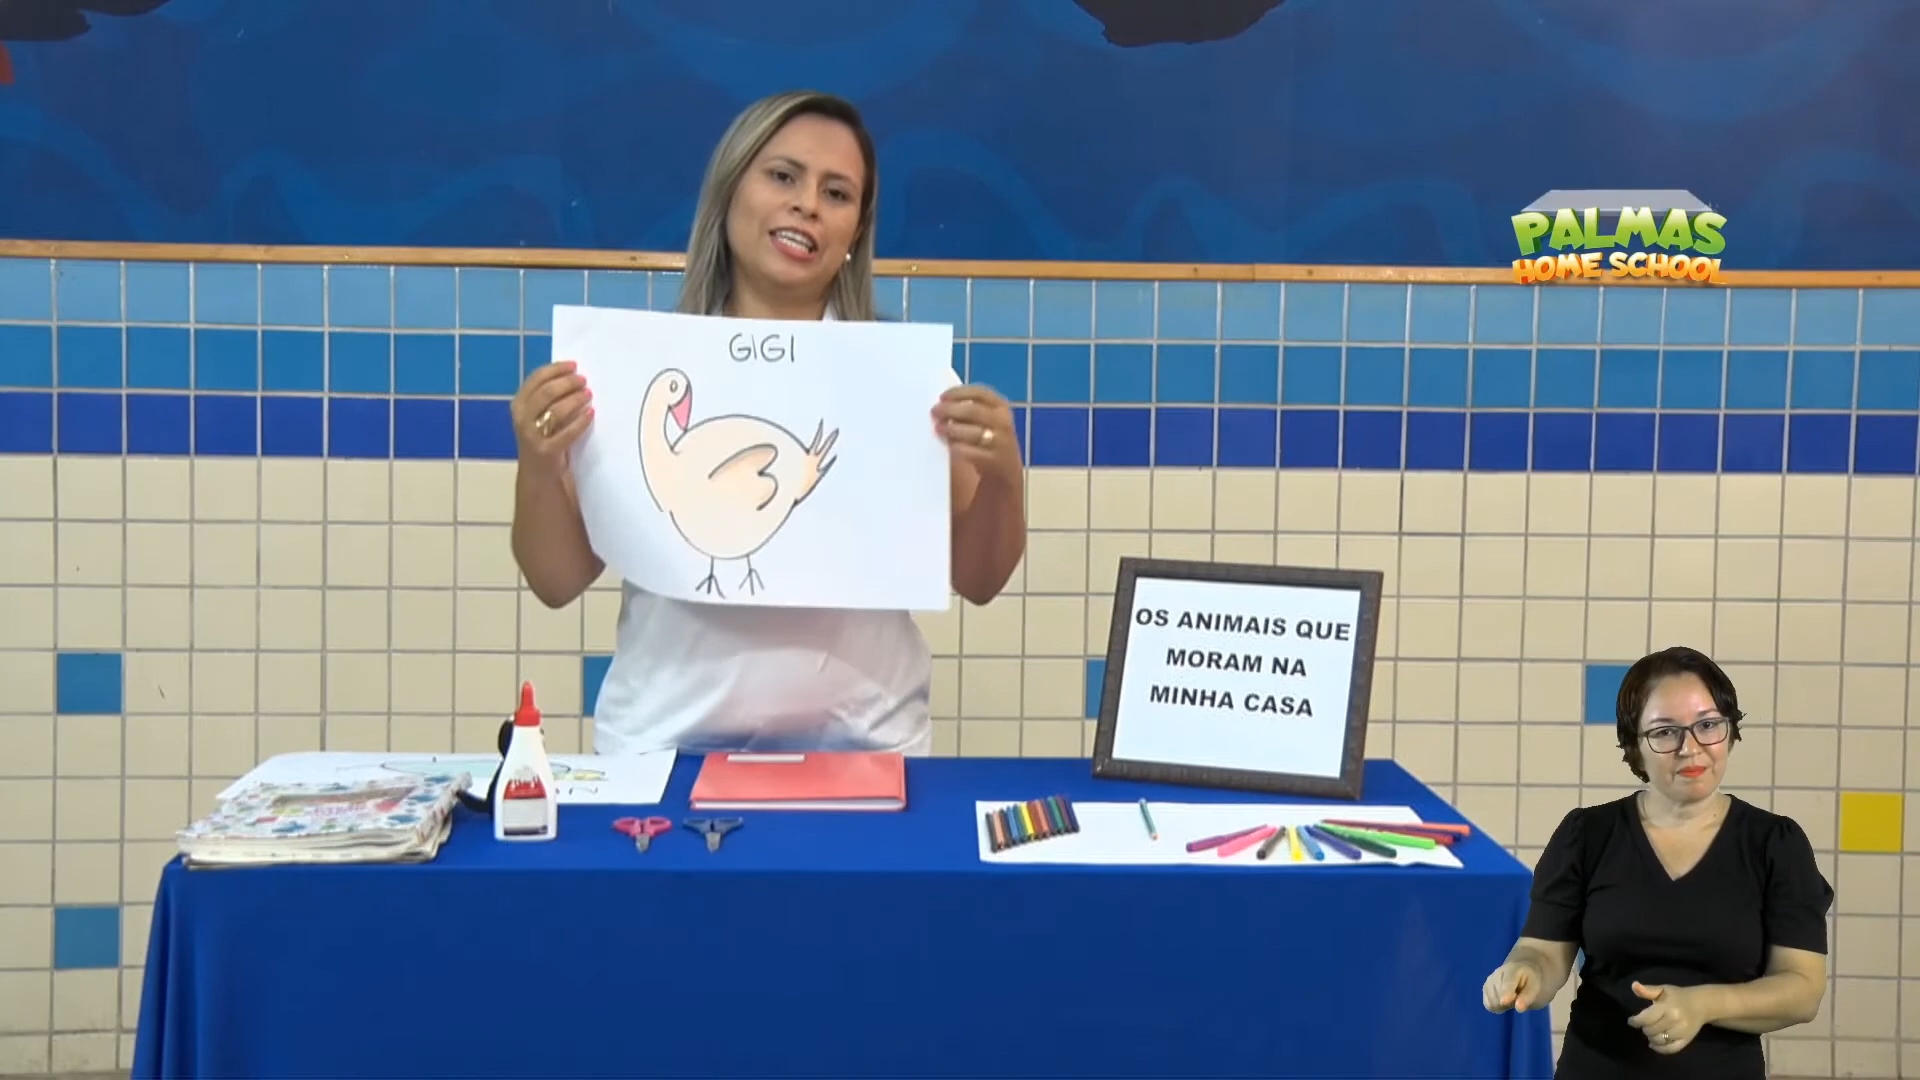 PALMAS
HOME SCHOOL
GIGI
OS ANIMAIS QUE
MORAM NA
MINHA CASA